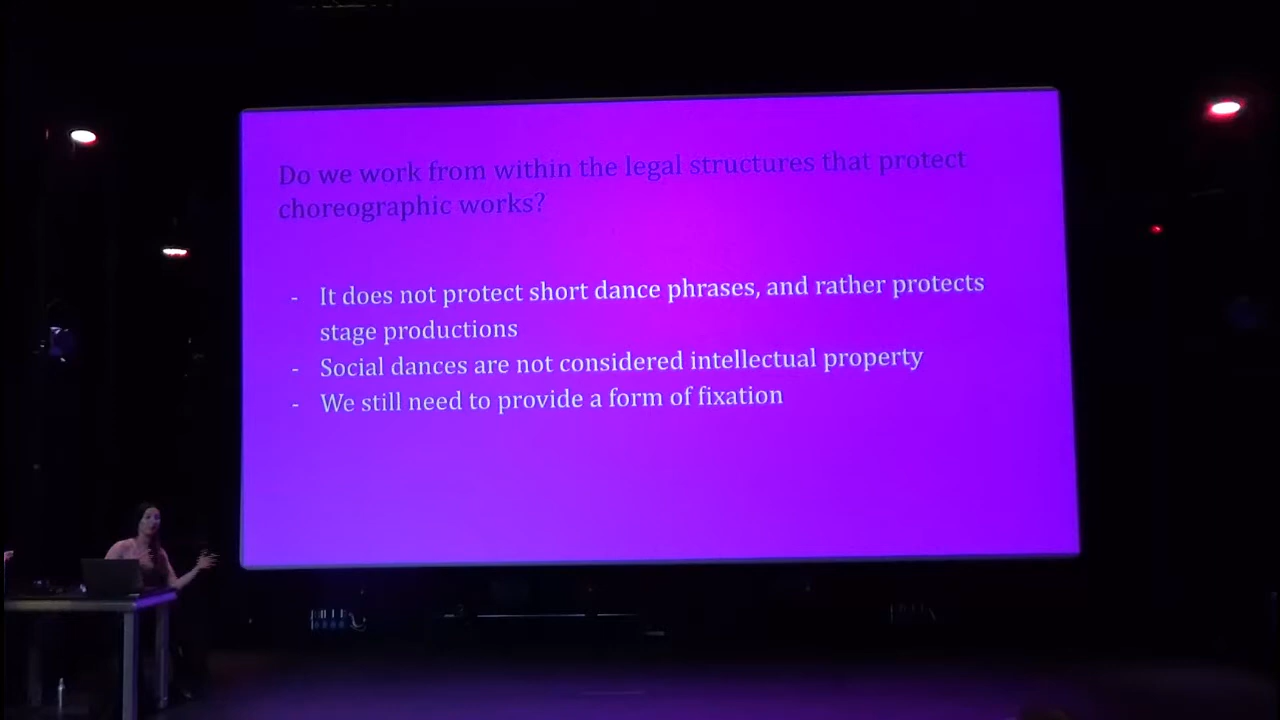 Do we work from within the legal structures that protect
choreographic works?
- It does not protect short dance phrases, and rather protects
stage productions
- Social dances are not considered intellectual property
- We still need to provide a form of fixation